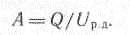 A = Q/U р.д.